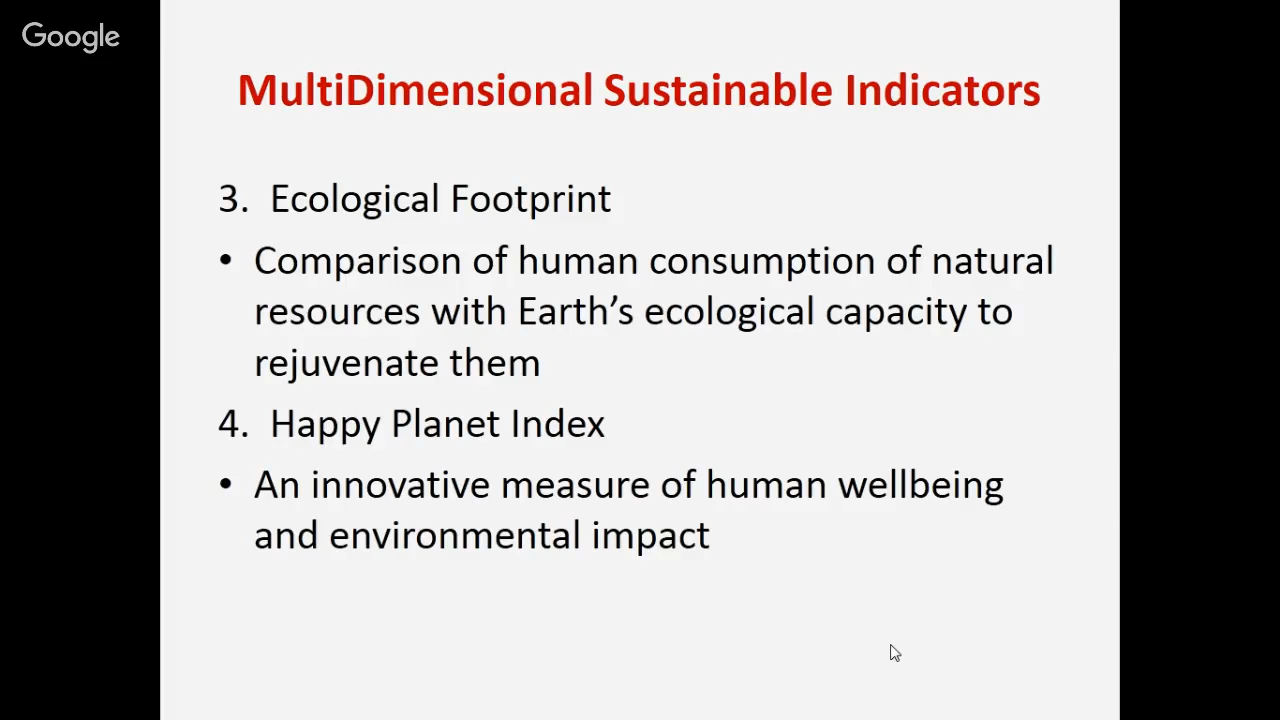 Google
MultiDimensional Sustainable Indicators
3. Ecological Footprint
• Comparison of human consumption of natural
resources with Earth’s ecological capacity to
rejuvenate them
4. Happy Planet Index
• An innovative measure of human wellbeing
and environmental impact